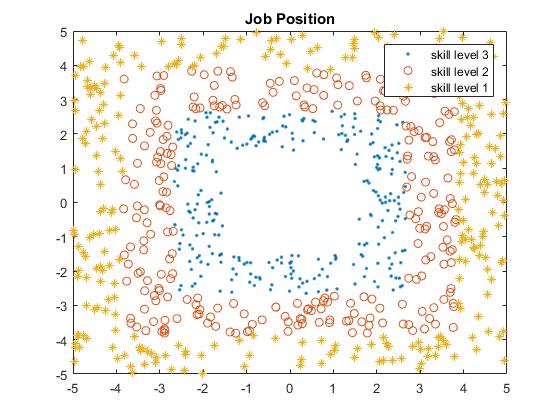 Job Position
skill level 3
skill level 2
skill level 1
5
4
3
2
1
0
-1
-2
-3
-4
-5
-5 -4 -3 -2 -1 0 1 2 3 4 5